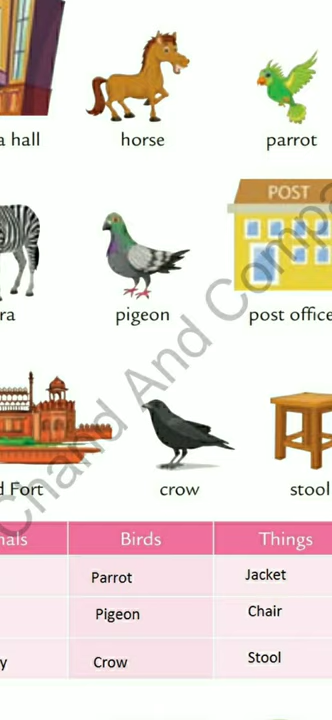 a hall horse parrot
POST
ra pigeon post office
d Fort crow stool
nals Birds Things
Parrot Jacket
Pigeon Chair
y Crow Stool
Chand And Compa